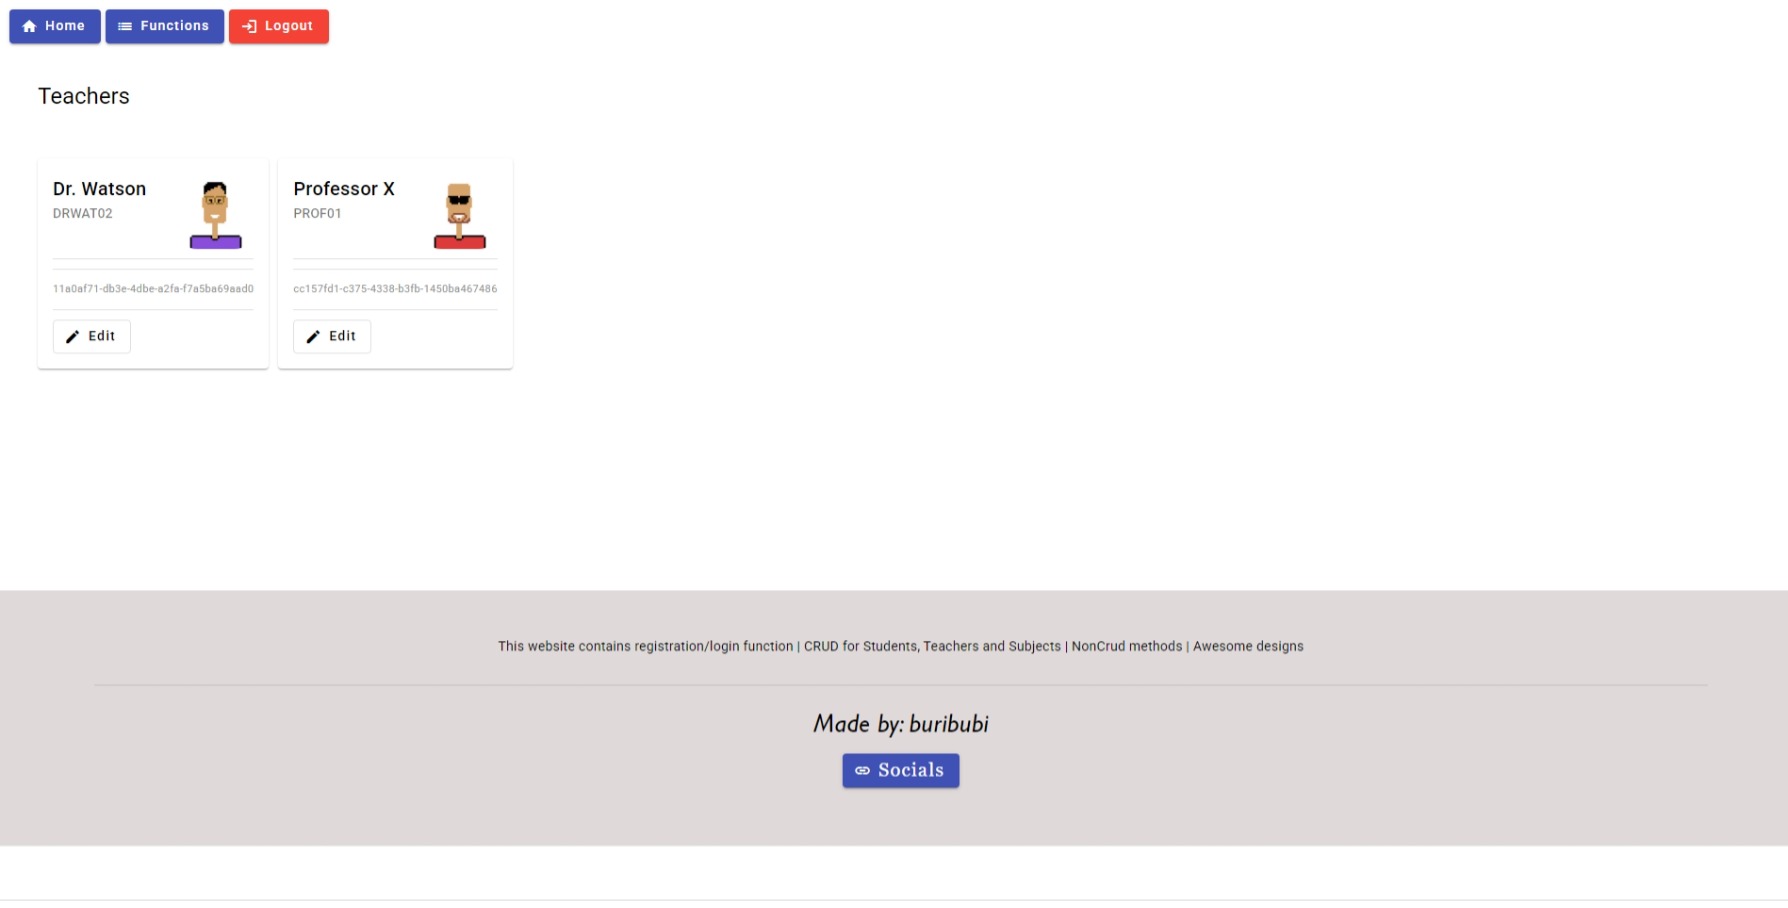 Home Functions Logout
Teachers
Dr. Watson
DRWAT02
11a0af71-db3e-4dbe-a2fa-f7a5ba69aad0
Edit
Professor X
PROF01
cc157fd1-c375-4338-b3fb-1450ba467486
Edit
This website contains registration/login function | CRUD for Students, Teachers and Subjects | NonCrud methods | Awesome designs
Made by: buribubi
Socials